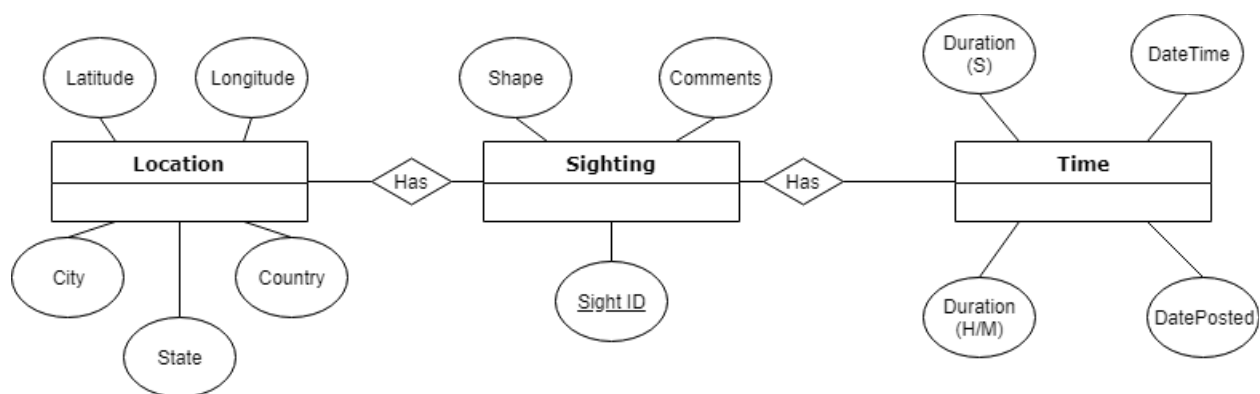 Latitude
Longitude
Shape
Comments
Duration
(S)
DateTime
Location
Has
Sighting
Has
Time
City
State
Country
Sight ID
Duration
(H/M)
DatePosted